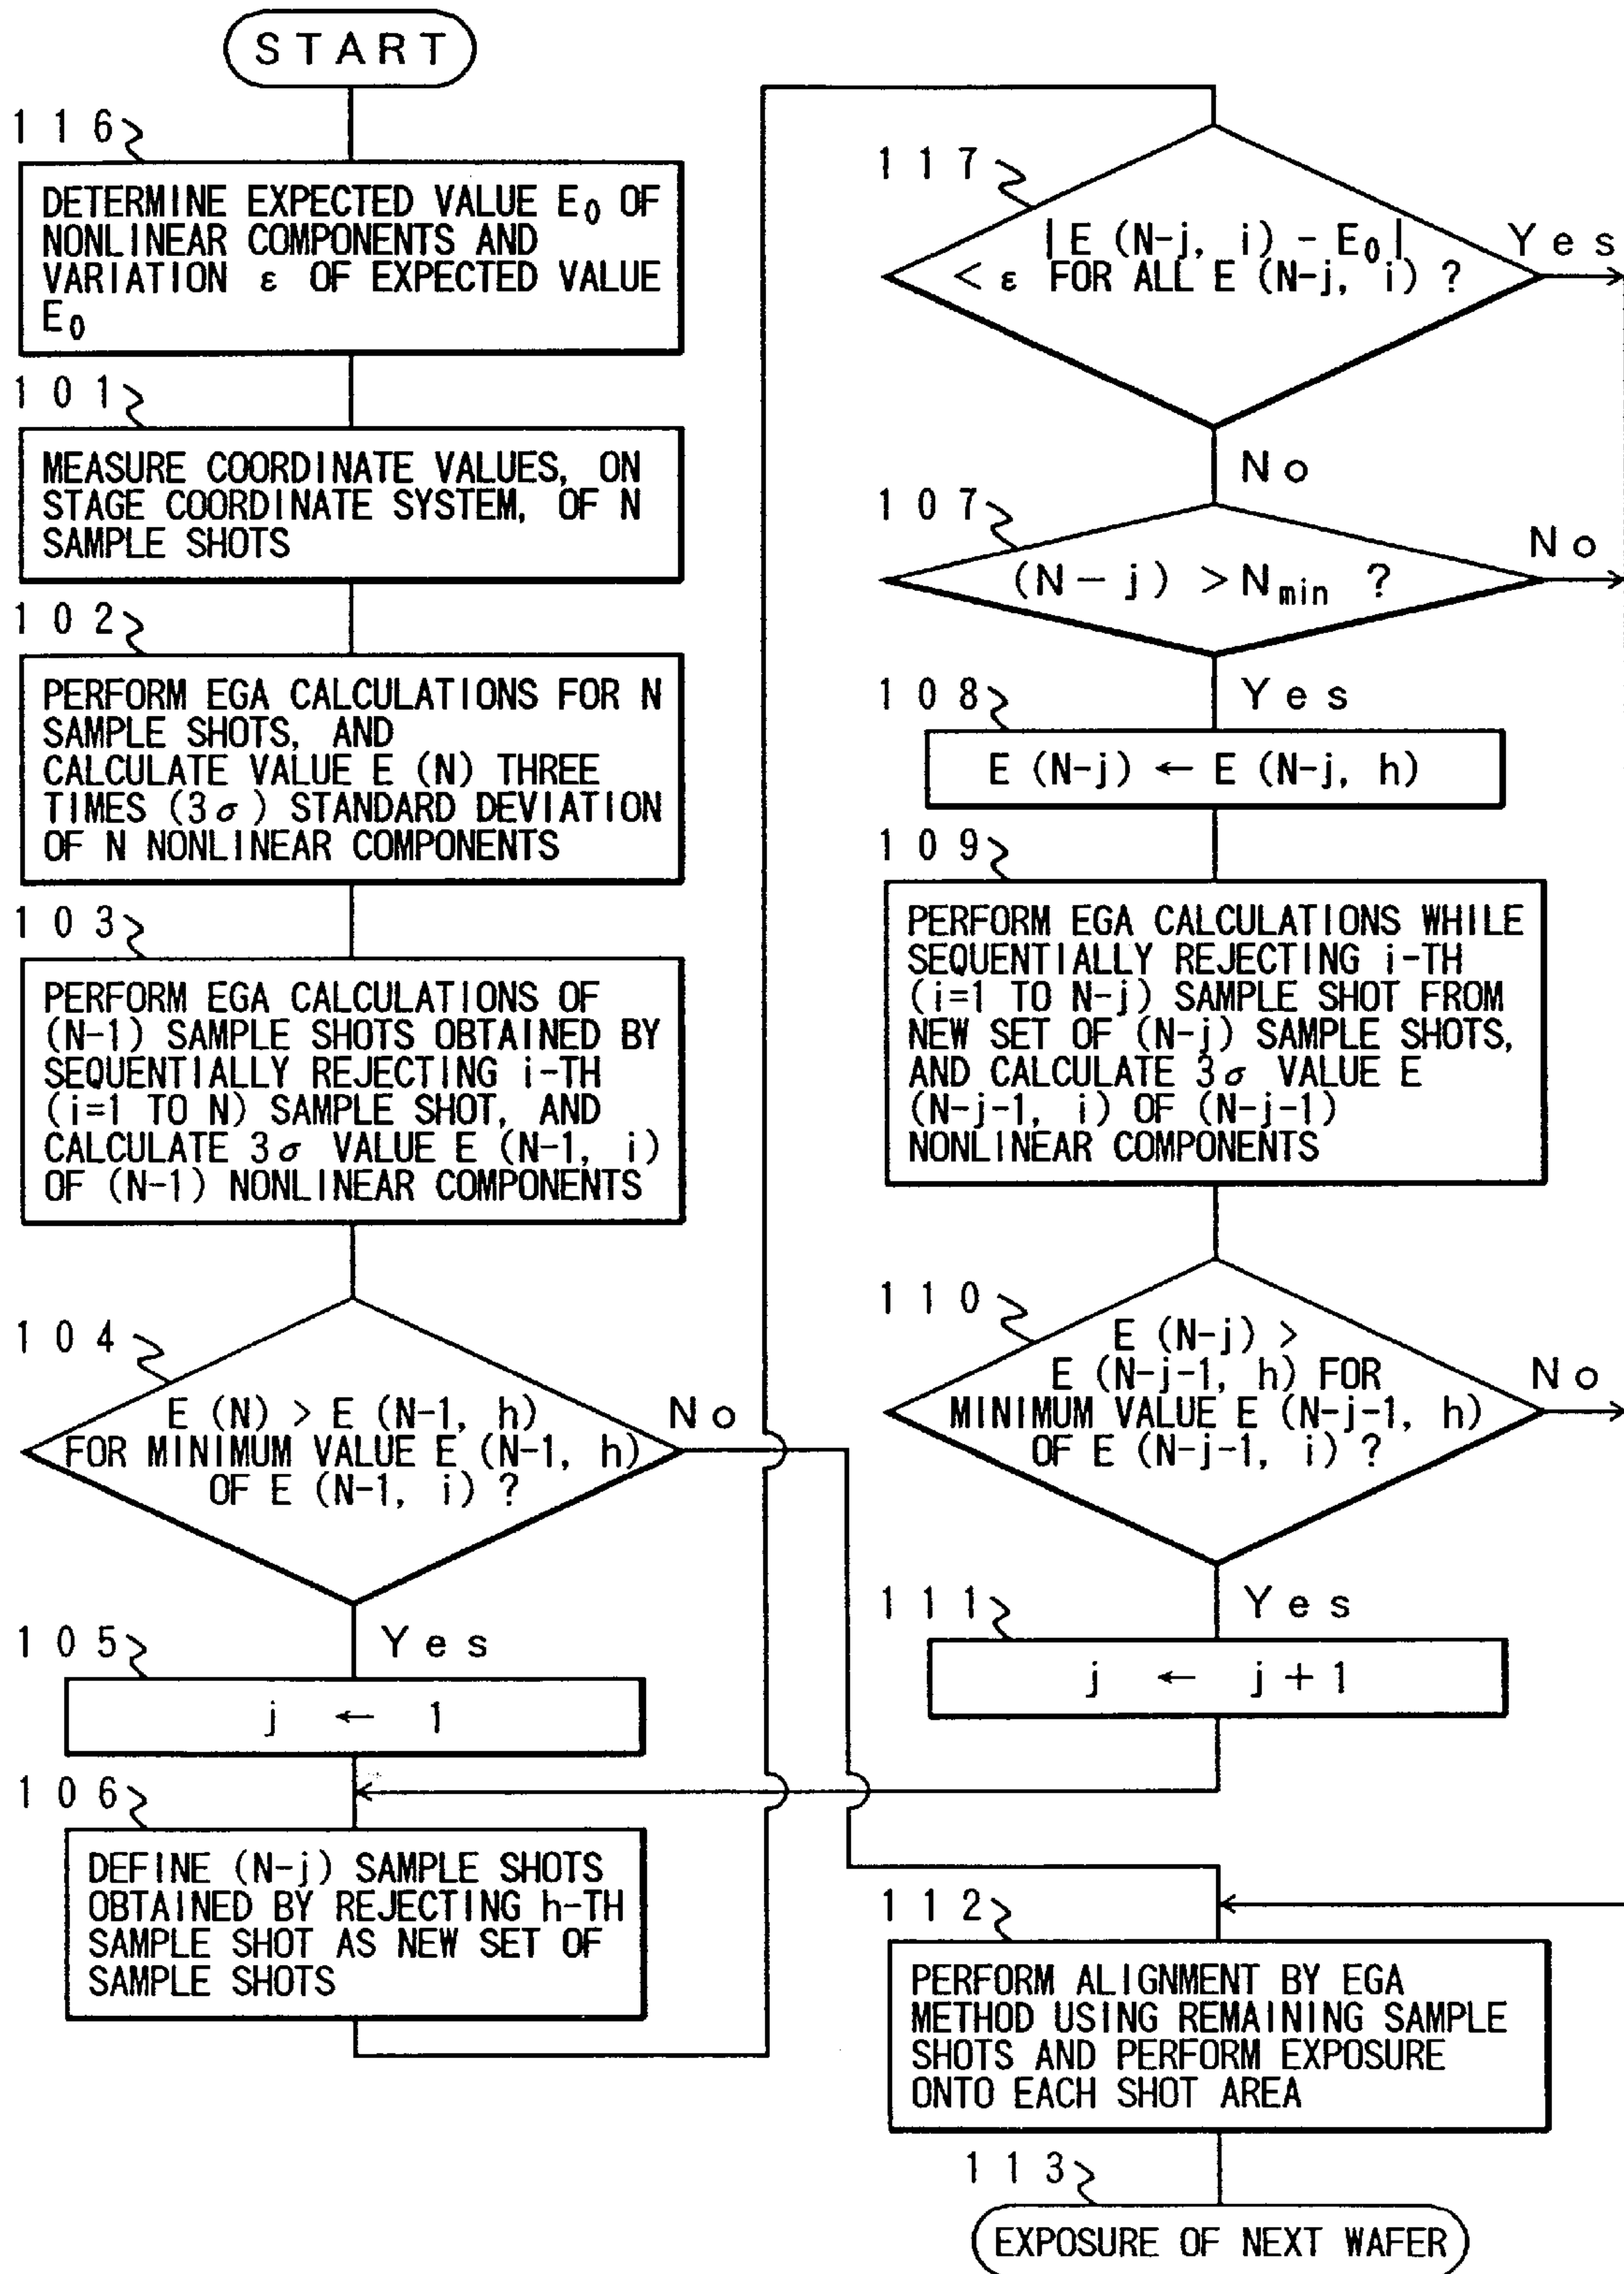 START
116
DETERMINE EXPECTED VALUE E₀ OF
NONLINEAR COMPONENTS AND
VARIATION ε OF EXPECTED VALUE
E₀
101
MEASURE COORDINATE VALUES, ON
STAGE COORDINATE SYSTEM, OF N
SAMPLE SHOTS
102
PERFORM EGA CALCULATIONS FOR N
SAMPLE SHOTS, AND
CALCULATE VALUE E (N) THREE
TIMES (3σ) STANDARD DEVIATION
OF N NONLINEAR COMPONENTS
103
PERFORM EGA CALCULATIONS OF
(N-1) SAMPLE SHOTS OBTAINED BY
SEQUENTIALLY REJECTING i-TH
(i=1 TO N) SAMPLE SHOT, AND
CALCULATE 3σ VALUE E (N-1, i)
OF (N-1) NONLINEAR COMPONENTS
104
E (N) > E (N-1, h)
FOR MINIMUM VALUE E (N-1, h)
OF E (N-1, i) ?
No
Yes
105
j ← 1
106
DEFINE (N-j) SAMPLE SHOTS
OBTAINED BY REJECTING h-TH
SAMPLE SHOT AS NEW SET OF
SAMPLE SHOTS
117
|E (N-j, i) - E₀|
< ε FOR ALL E (N-j, i) ?
Yes
No
107
(N-j) > Nmin ?
No
Yes
108
E (N-j) ← E (N-j, h)
109
PERFORM EGA CALCULATIONS WHILE
SEQUENTIALLY REJECTING i-TH
(i=1 TO N-j) SAMPLE SHOT FROM
NEW SET OF (N-j) SAMPLE SHOTS,
AND CALCULATE 3σ VALUE E
(N-j-1, i) OF (N-j-1)
NONLINEAR COMPONENTS
110
E (N-j) >
E (N-j-1, h) FOR
MINIMUM VALUE E (N-j-1, h)
OF E (N-j-1, i) ?
No
Yes
111
j ← j+1
112
PERFORM ALIGNMENT BY EGA
METHOD USING REMAINING SAMPLE
SHOTS AND PERFORM EXPOSURE
ONTO EACH SHOT AREA
113
EXPOSURE OF NEXT WAFER